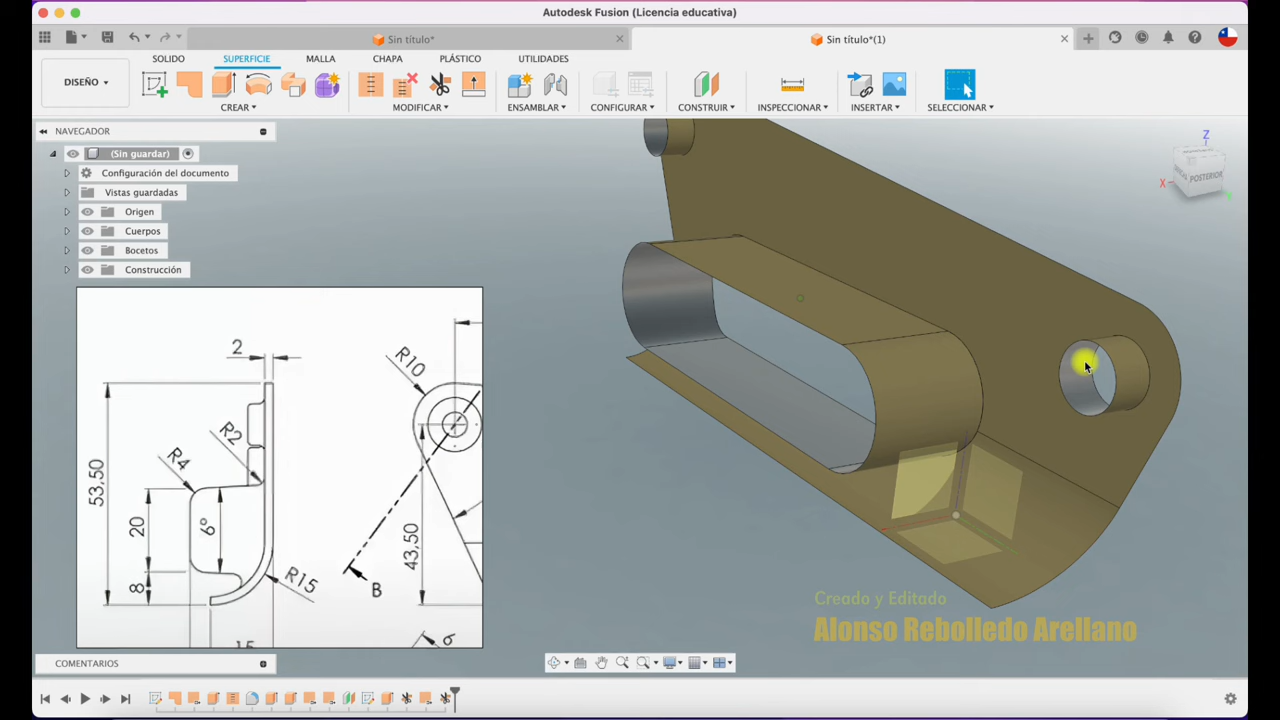 Autodesk Fusion (Licencia educativa)
Sin título*
Sin título*(1)
SOLIDO
SUPERFICIE
MALLA
CHAPA
PLÁSTICO
UTILIDADES
DISEÑO
CREAR
MODIFICAR
ENSAMBLAR
CONFIGURAR
CONSTRUIR
INSPECCIONAR
INSERTAR
SELECCIONAR
NAVEGADOR
(Sin guardar)
Configuración del documento
Vistas guardadas
Origen
Cuerpos
Bocetos
Construcción
Z
X
POSTERIOR
2
R10
R2
R4
53,50
20
6°
8
R15
43,50
B
15
6
Creado y Editado
Alonso Rebolledo Arellano
COMENTARIOS